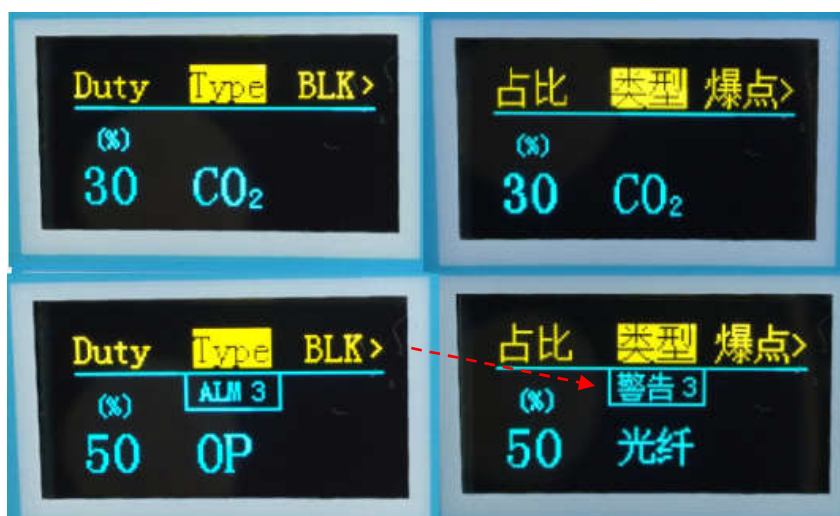 Duty Type BLK>
(%)
30 CO₂
占比 类型 爆点>
(%)
30 CO₂
Duty Type BLK>
ALM 3
(%)
50 OP
占比 类型 爆点>
警告 3
(%)
50 光纤